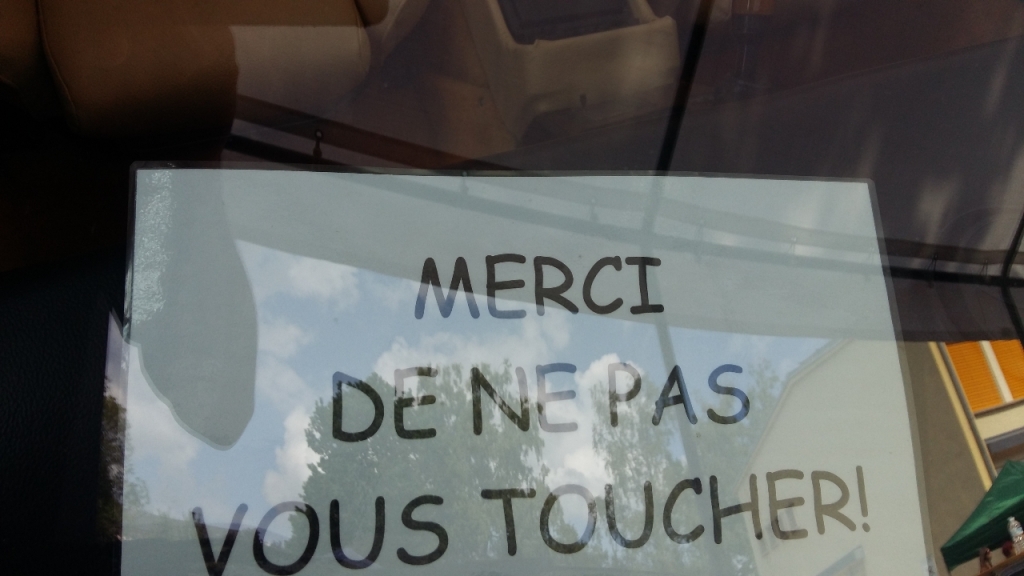 MERCI
DE NE PAS
VOUS TOUCHER!